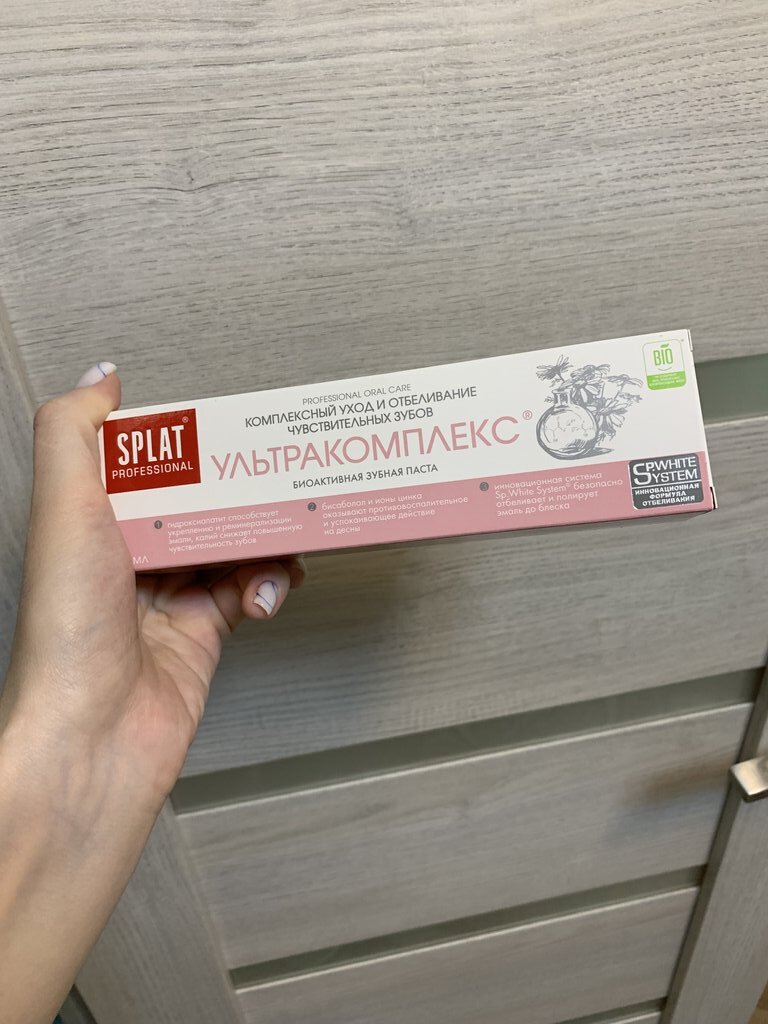 SPLAT®
PROFESSIONAL
PROFESSIONAL ORAL CARE
КОМПЛЕКСНЫЙ УХОД И ОТБЕЛИВАНИЕ
ЧУВСТВИТЕЛЬНЫХ ЗУБОВ
УЛЬТРАКОМПЛЕКС®
БИОАКТИВНАЯ ЗУБНАЯ ПАСТА
BIO
1 гидроксиапатит способствует
укреплению и реминерализации
эмали, калий снижает повышенную
чувствительность зубов
2 бисаболол и ионы цинка
оказывают противовоспалительное
и успокаивающее действие
на десны
3 инновационная система
Sp.White System® безопасно
отбеливает и полирует
эмаль до блеска
SPWHITE
SYSTEM
ИННОВАЦИОННАЯ
ФОРМУЛА
ОТБЕЛИВАНИЯ
МЛ